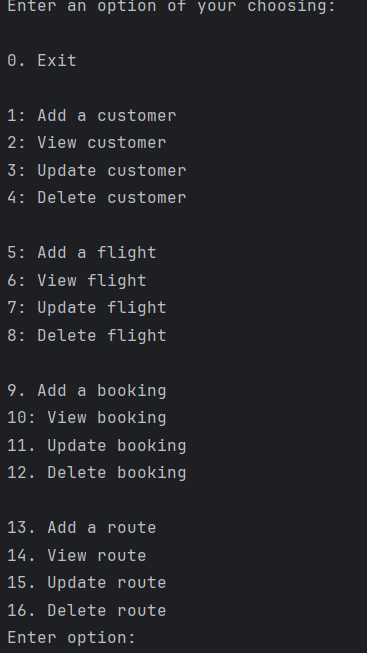 Enter an option of your choosing:
0. Exit
1: Add a customer
2: View customer
3: Update customer
4: Delete customer
5: Add a flight
6: View flight
7: Update flight
8: Delete flight
9. Add a booking
10: View booking
11. Update booking
12. Delete booking
13. Add a route
14. View route
15. Update route
16. Delete route
Enter option: